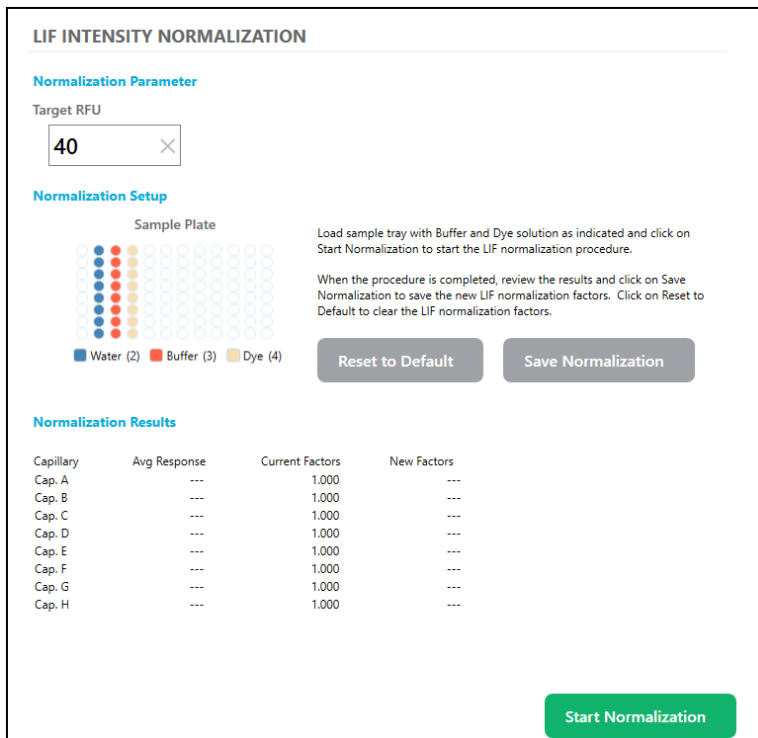 LIF INTENSITY NORMALIZATION
Normalization Parameter
Target RFU
40
Normalization Setup
Sample Plate
Water (2) Buffer (3) Dye (4)
Load sample tray with Buffer and Dye solution as indicated and click on
Start Normalization to start the LIF normalization procedure.
When the procedure is completed, review the results and click on Save
Normalization to save the new LIF normalization factors. Click on Reset to
Default to clear the LIF normalization factors.
Reset to Default Save Normalization
Normalization Results
Capillary Avg Response Current Factors New Factors
Cap. A --- 1.000 ---
Cap. B --- 1.000 ---
Cap. C --- 1.000 ---
Cap. D --- 1.000 ---
Cap. E --- 1.000 ---
Cap. F --- 1.000 ---
Cap. G --- 1.000 ---
Cap. H --- 1.000 ---
Start Normalization